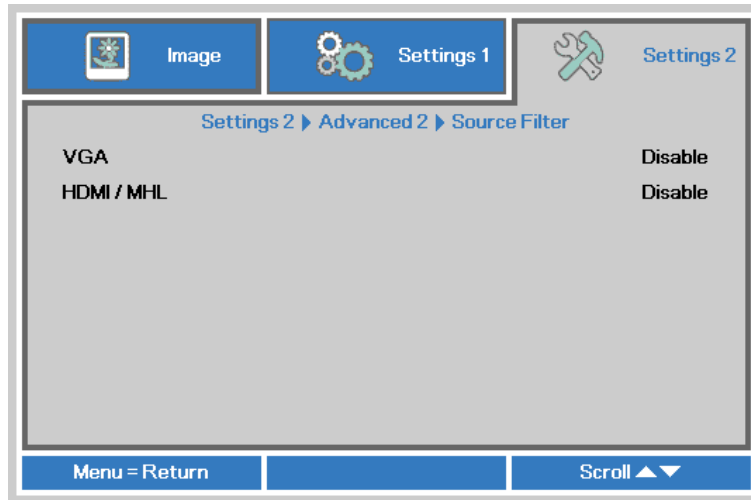 Image
Settings 1
Settings 2
Settings 2 ▶ Advanced 2 ▶ Source Filter
VGA Disable
HDMI / MHL Disable
Menu = Return
Scroll ▲▼